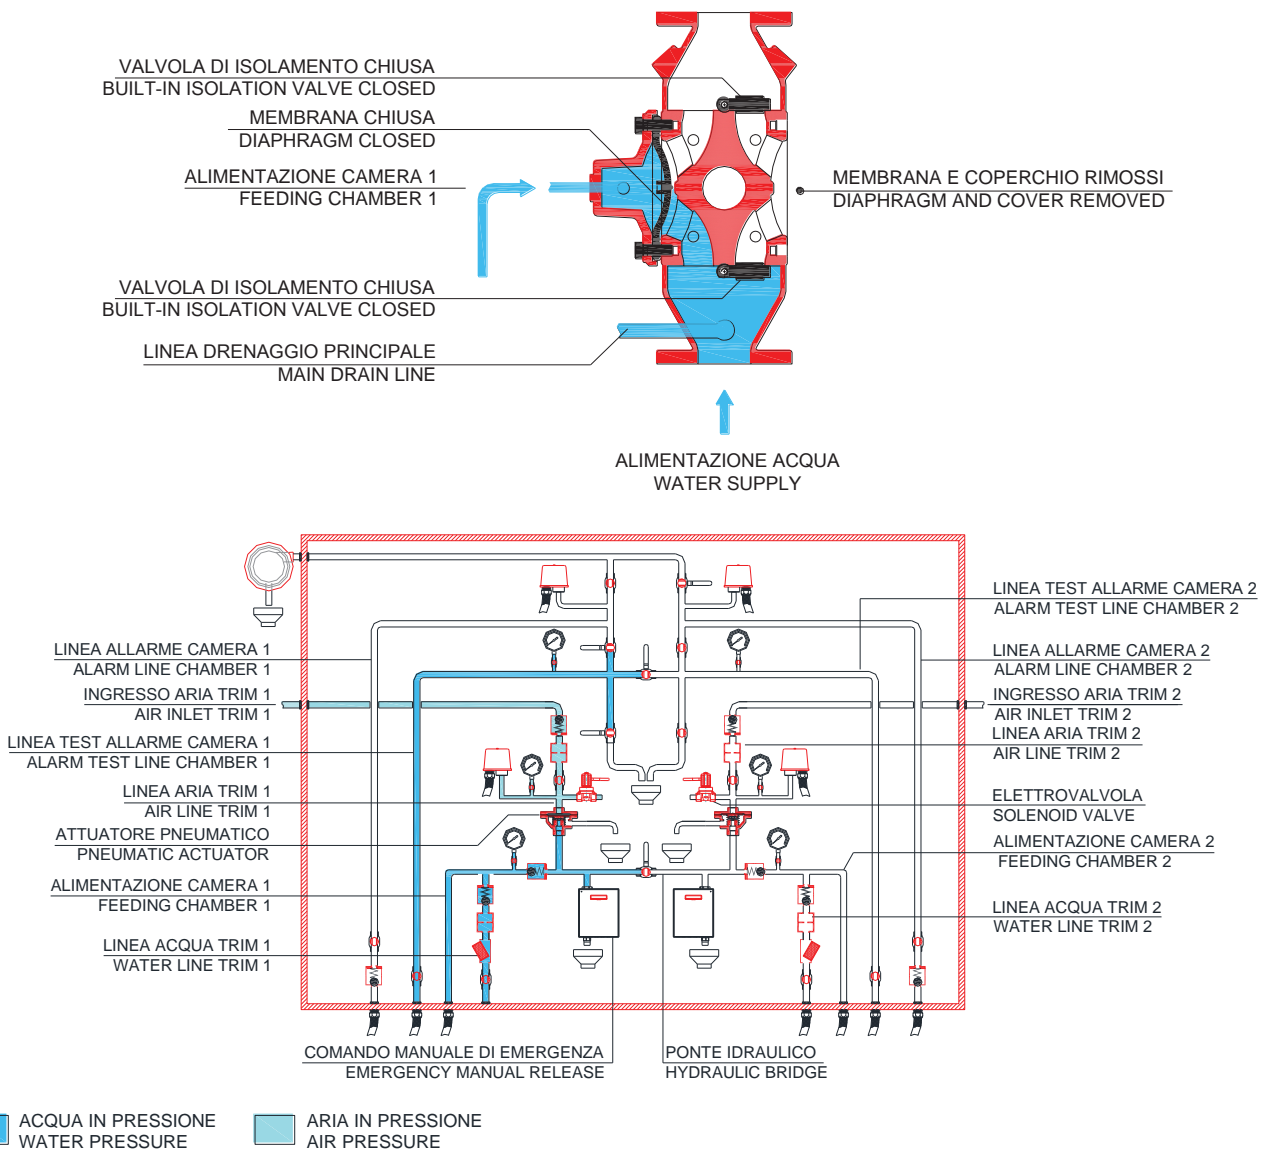 VALVOLA DI ISOLAMENTO CHIUSA
BUILT-IN ISOLATION VALVE CLOSED
MEMBRANA CHIUSA
DIAPHRAGM CLOSED
ALIMENTAZIONE CAMERA 1
FEEDING CHAMBER 1
MEMBRANA E COPERCHIO RIMOSSI
DIAPHRAGM AND COVER REMOVED
VALVOLA DI ISOLAMENTO CHIUSA
BUILT-IN ISOLATION VALVE CLOSED
LINEA DRENAGGIO PRINCIPALE
MAIN DRAIN LINE
ALIMENTAZIONE ACQUA
WATER SUPPLY
LINEA ALLARME CAMERA 1
ALARM LINE CHAMBER 1
INGRESSO ARIA TRIM 1
AIR INLET TRIM 1
LINEA TEST ALLARME CAMERA 1
ALARM TEST LINE CHAMBER 1
LINEA ARIA TRIM 1
AIR LINE TRIM 1
ATTUATORE PNEUMATICO
PNEUMATIC ACTUATOR
ALIMENTAZIONE CAMERA 1
FEEDING CHAMBER 1
LINEA ACQUA TRIM 1
WATER LINE TRIM 1
LINEA TEST ALLARME CAMERA 2
ALARM TEST LINE CHAMBER 2
LINEA ALLARME CAMERA 2
ALARM LINE CHAMBER 2
INGRESSO ARIA TRIM 2
AIR INLET TRIM 2
LINEA ARIA TRIM 2
AIR LINE TRIM 2
ELETTROVALVOLA
SOLENOID VALVE
ALIMENTAZIONE CAMERA 2
FEEDING CHAMBER 2
LINEA ACQUA TRIM 2
WATER LINE TRIM 2
COMANDO MANUALE DI EMERGENZA
EMERGENCY MANUAL RELEASE
PONTE IDRAULICO
HYDRAULIC BRIDGE
ACQUA IN PRESSIONE
WATER PRESSURE
ARIA IN PRESSIONE
AIR PRESSURE